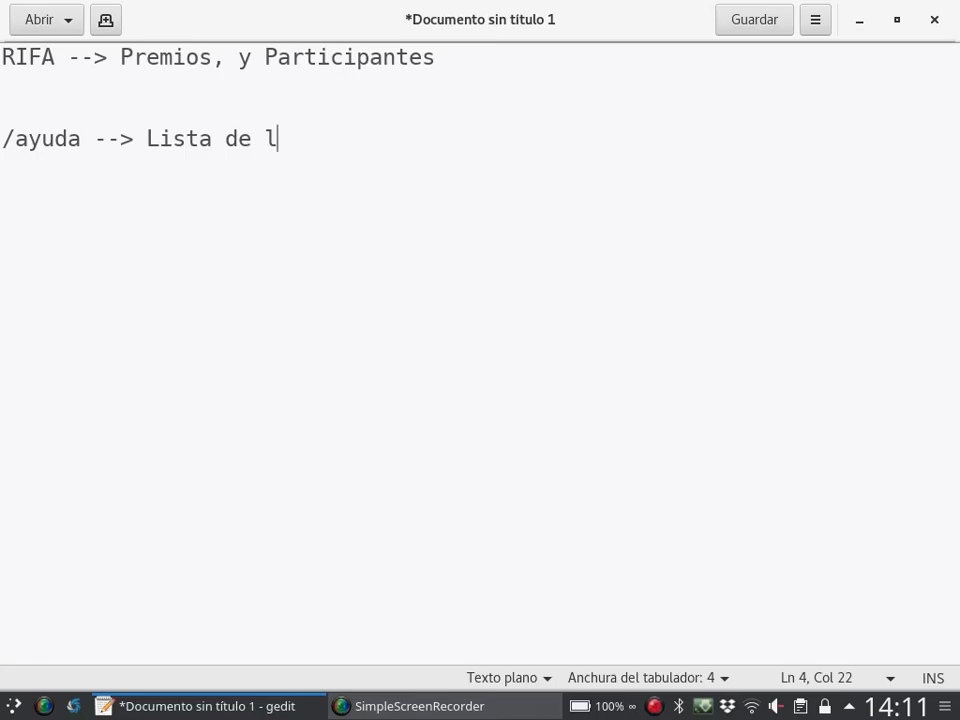 Abrir
*Documento sin título 1
Guardar
RIFA --> Premios, y Participantes
/ayuda --> Lista de l
Texto plano
Anchura del tabulador: 4
Ln 4, Col 22
INS
*Documento sin título 1 - gedit
SimpleScreenRecorder
100% ∞
14:11